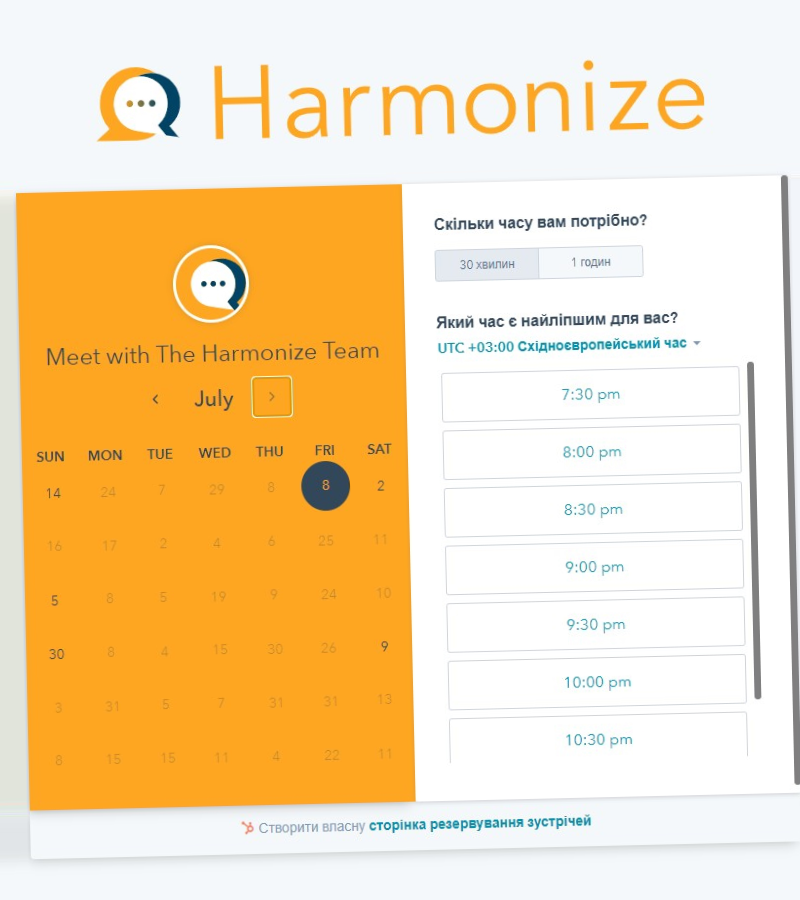 Harmonize
Meet with The Harmonize Team
July
SUN MON TUE WED THU FRI SAT
14 24 7 29 8 8 2
16 17 2 4 6 25 11
5 8 5 19 9 24 10
30 8 4 15 30 26 9
3 31 5 7 31 31 13
8 15 15 11 4 22 11
Скільки часу вам потрібно?
30 хвилин 1 годин
Який час є найліпшим для вас?
UTC +03:00 Східноєвропейський час
7:30 pm
8:00 pm
8:30 pm
9:00 pm
9:30 pm
10:00 pm
10:30 pm
Створити власну сторінка резервування зустрічей